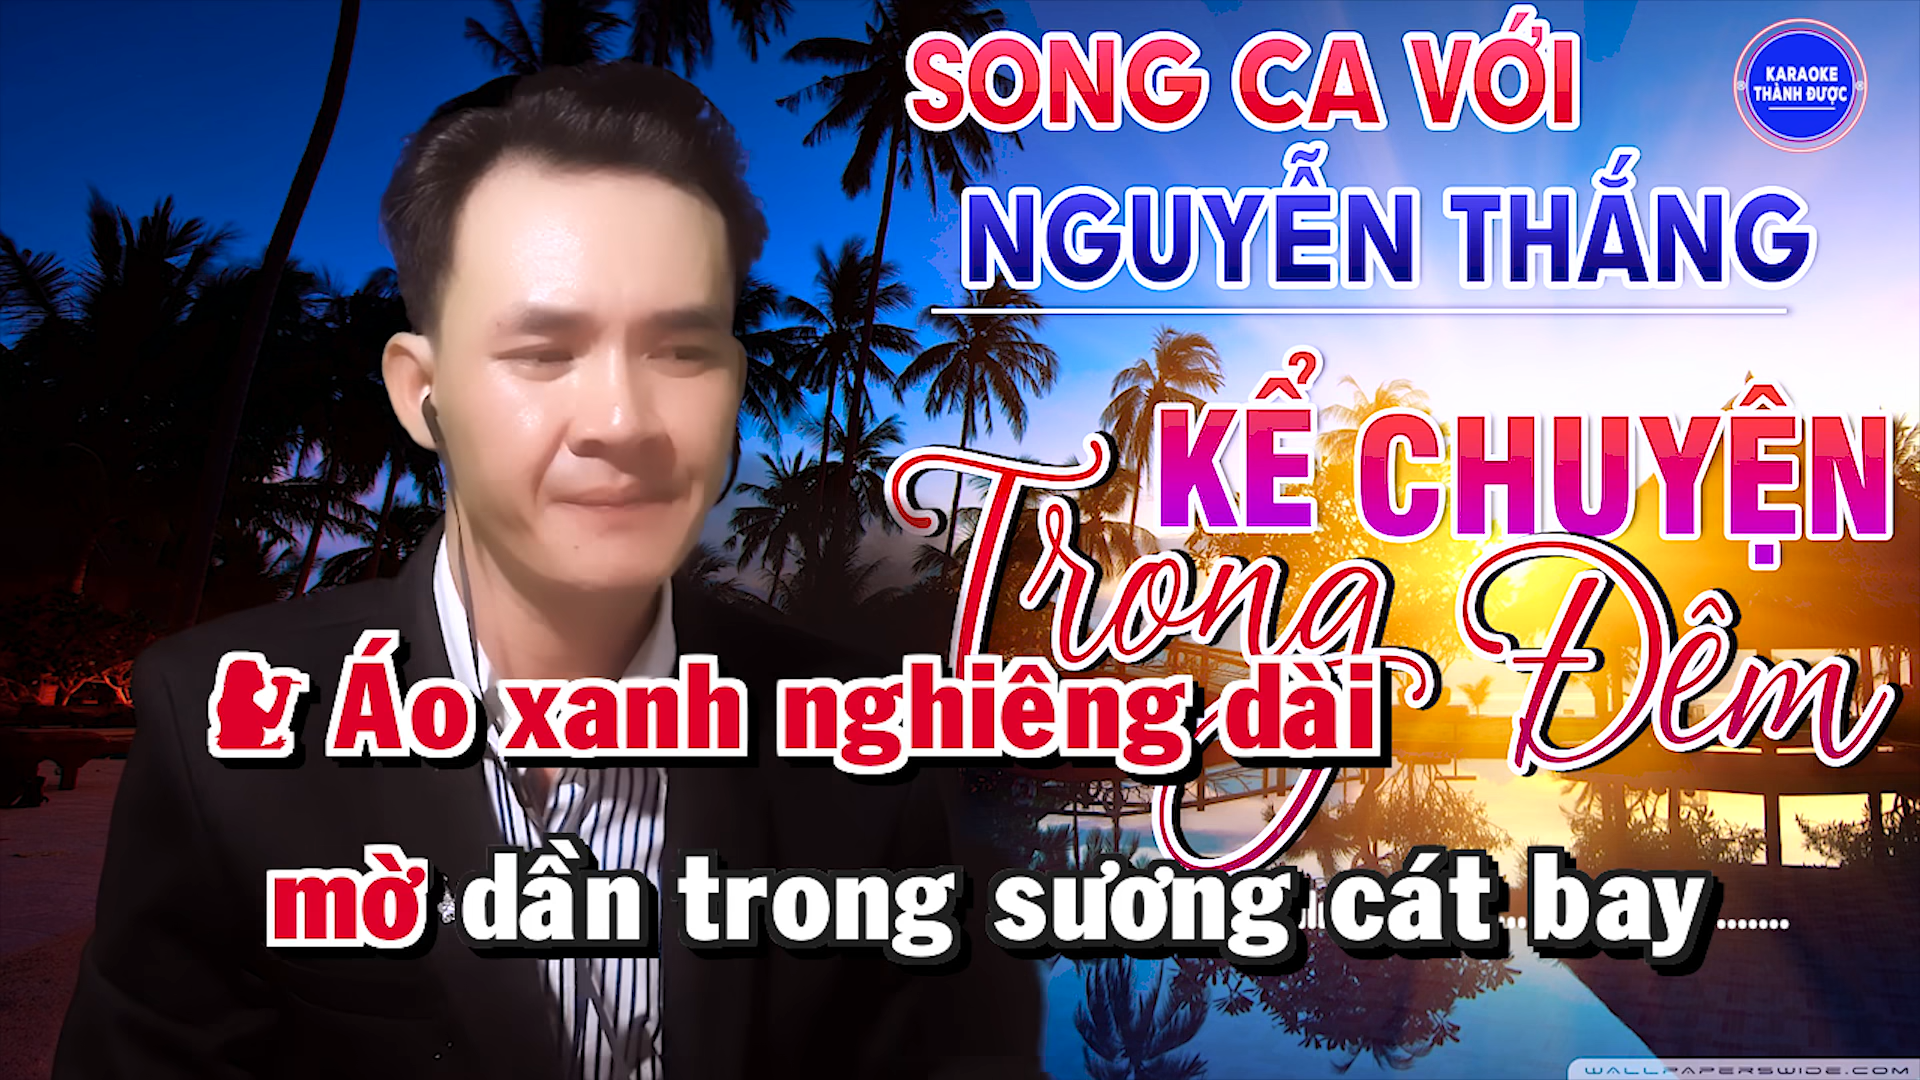 SONG CA VỚI
NGUYỄN THẮNG
KARAOKE
THÀNH ĐƯỢC
KỂ CHUYỆN
Trong Đêm
Áo xanh nghiêng dài
mờ dần trong sương cát bay.......
WALLPAPERSWIDE.COM